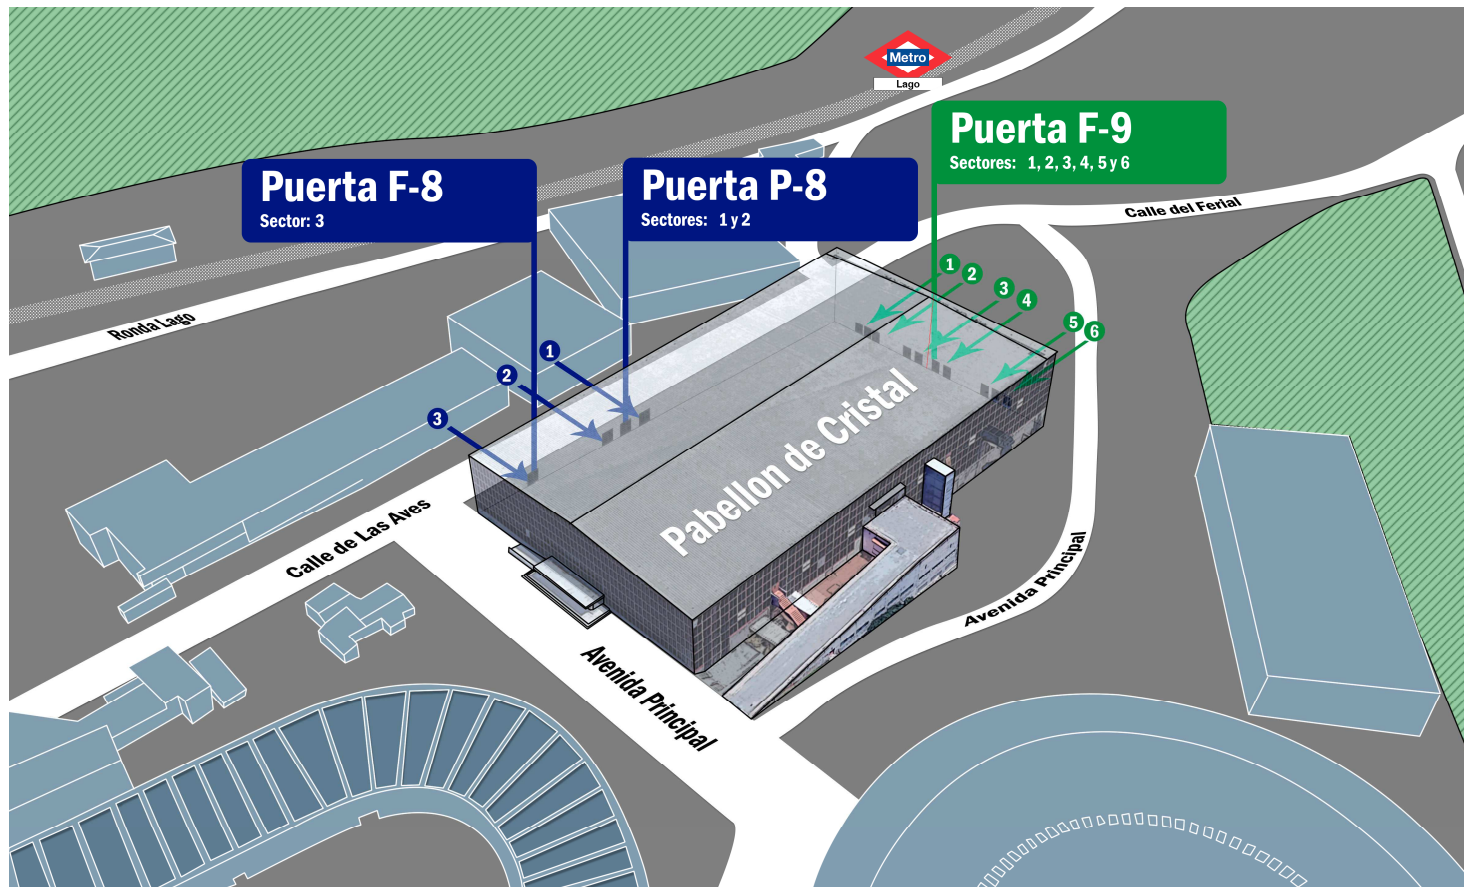 Metro
Lago
Puerta F-9
Sectores: 1, 2, 3, 4, 5 y 6
Puerta F-8
Sector: 3
Puerta P-8
Sectores: 1 y 2
Calle del Ferial
Ronda Lago
1
2
3
4
5
6
1
2
3
Pabellon de Cristal
Calle de Las Aves
Avenida Principal
Avenida Principal